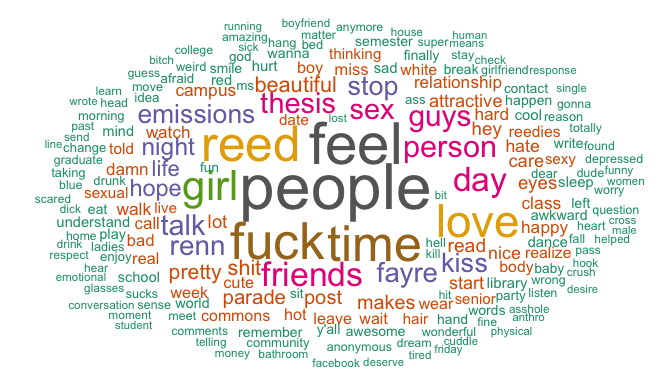 running boyfriend anymore
amazing hang bed matter house
college sick god wanna semester super human
bitch weird smile hurt boy thinking finally stay means
guess afraid red ms miss sad white break check
learn move campus beautiful stop relationship girlfriend response
wrote head idea emissions thesis sex ass attractive happen contact single
morning date lost guys hard cool gonna
past mind watch reed feel hey reedies reason
send night person hate write totally
line change told found
graduate damn life fun care sexy depressed
taking hope girl people day eyes sleep dear dude funny
blue drunk sexual bit class women
scared worry
dick eat walk live love left question
understand call talk lot awkward happy heart cross
home play bad fuck time hell dance fall male
drink ladies renn kill read nice realize helped
respect enjoy real friends fayre kiss body baby pass
hear pretty shit hook
emotional school cute start library wrong crush
glasses sucks week world parade sit post makes hit wear senior party listen desire
conversation sense words asshole
moment meet commons hot leave wait hair hand fine anthro
student comments remember y'all awesome wonderful physical
telling community anonymous dream cuddle
money bathroom tired friday
facebook deserve